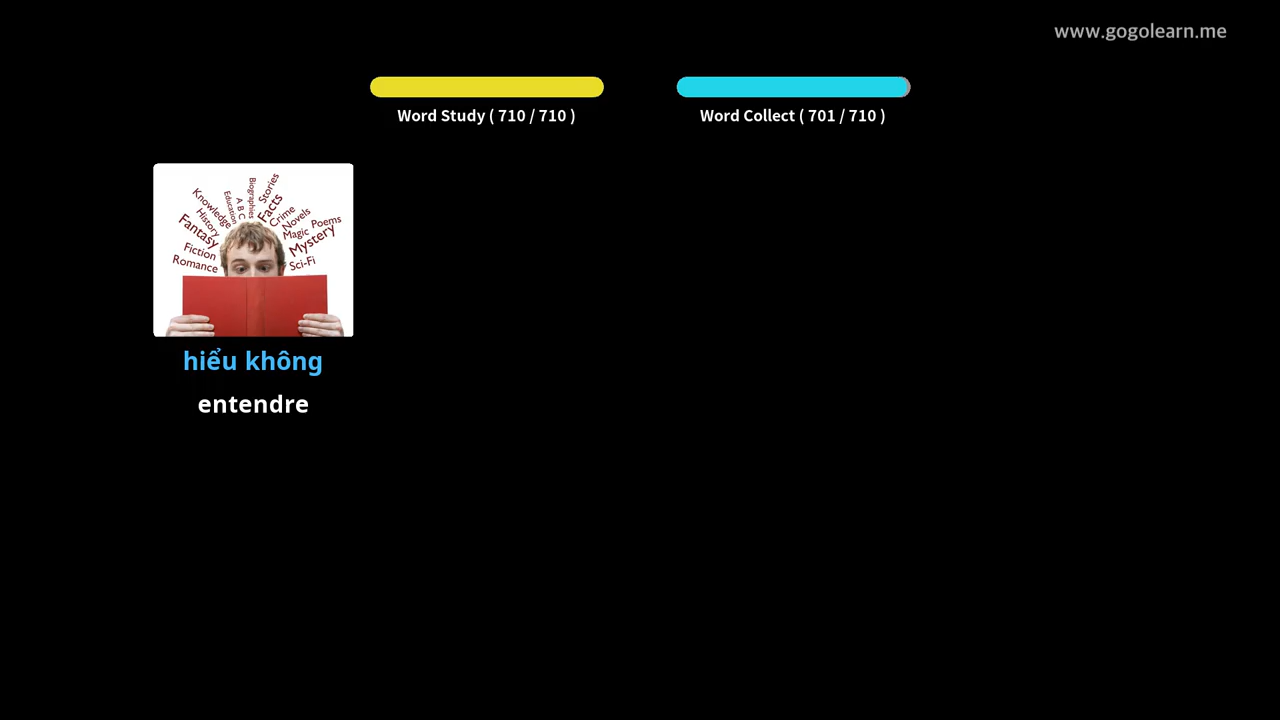 www.gogolearn.me
Word Study ( 710 / 710 )
Word Collect ( 701 / 710 )
Knowledge
History
Fantasy
Fiction
Romance
Education
A B C
Biographies
Stories
Facts
Crime
Novels
Magic
Poems
Mystery
Sci-Fi
hiểu không
entendre